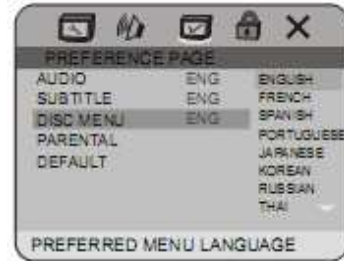 PREFERENCE PAGE
AUDIO ENG ENGLISH
SUBTITLE ENG FRENCH
DISC MENU ENG SPANISH
PARENTAL PORTUGUESE
DEFAULT JAPANESE
KOREAN
RUSSIAN
THAI
PREFERRED MENU LANGUAGE